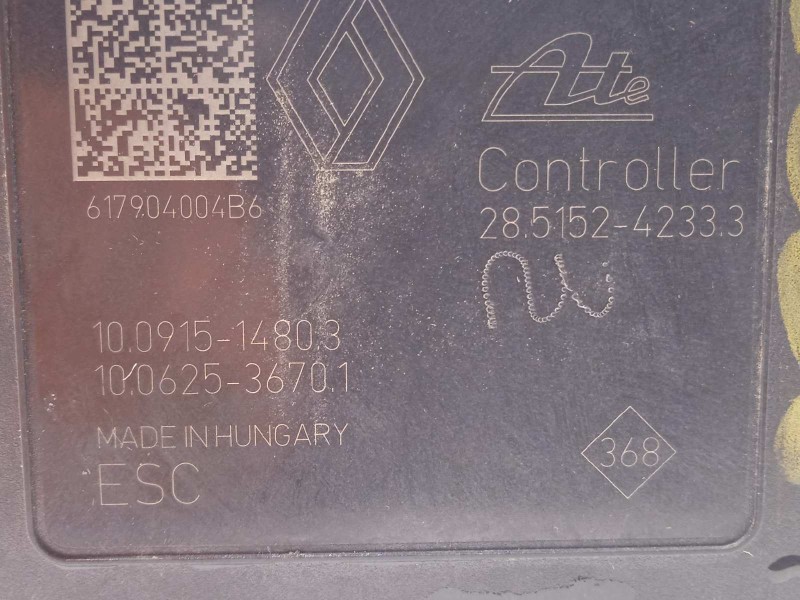 Ate
Controller
28.5152-4233.3
617904004B6
10.0915-1480.3
10.0625-3670.1
MADE IN HUNGARY
ESC
368